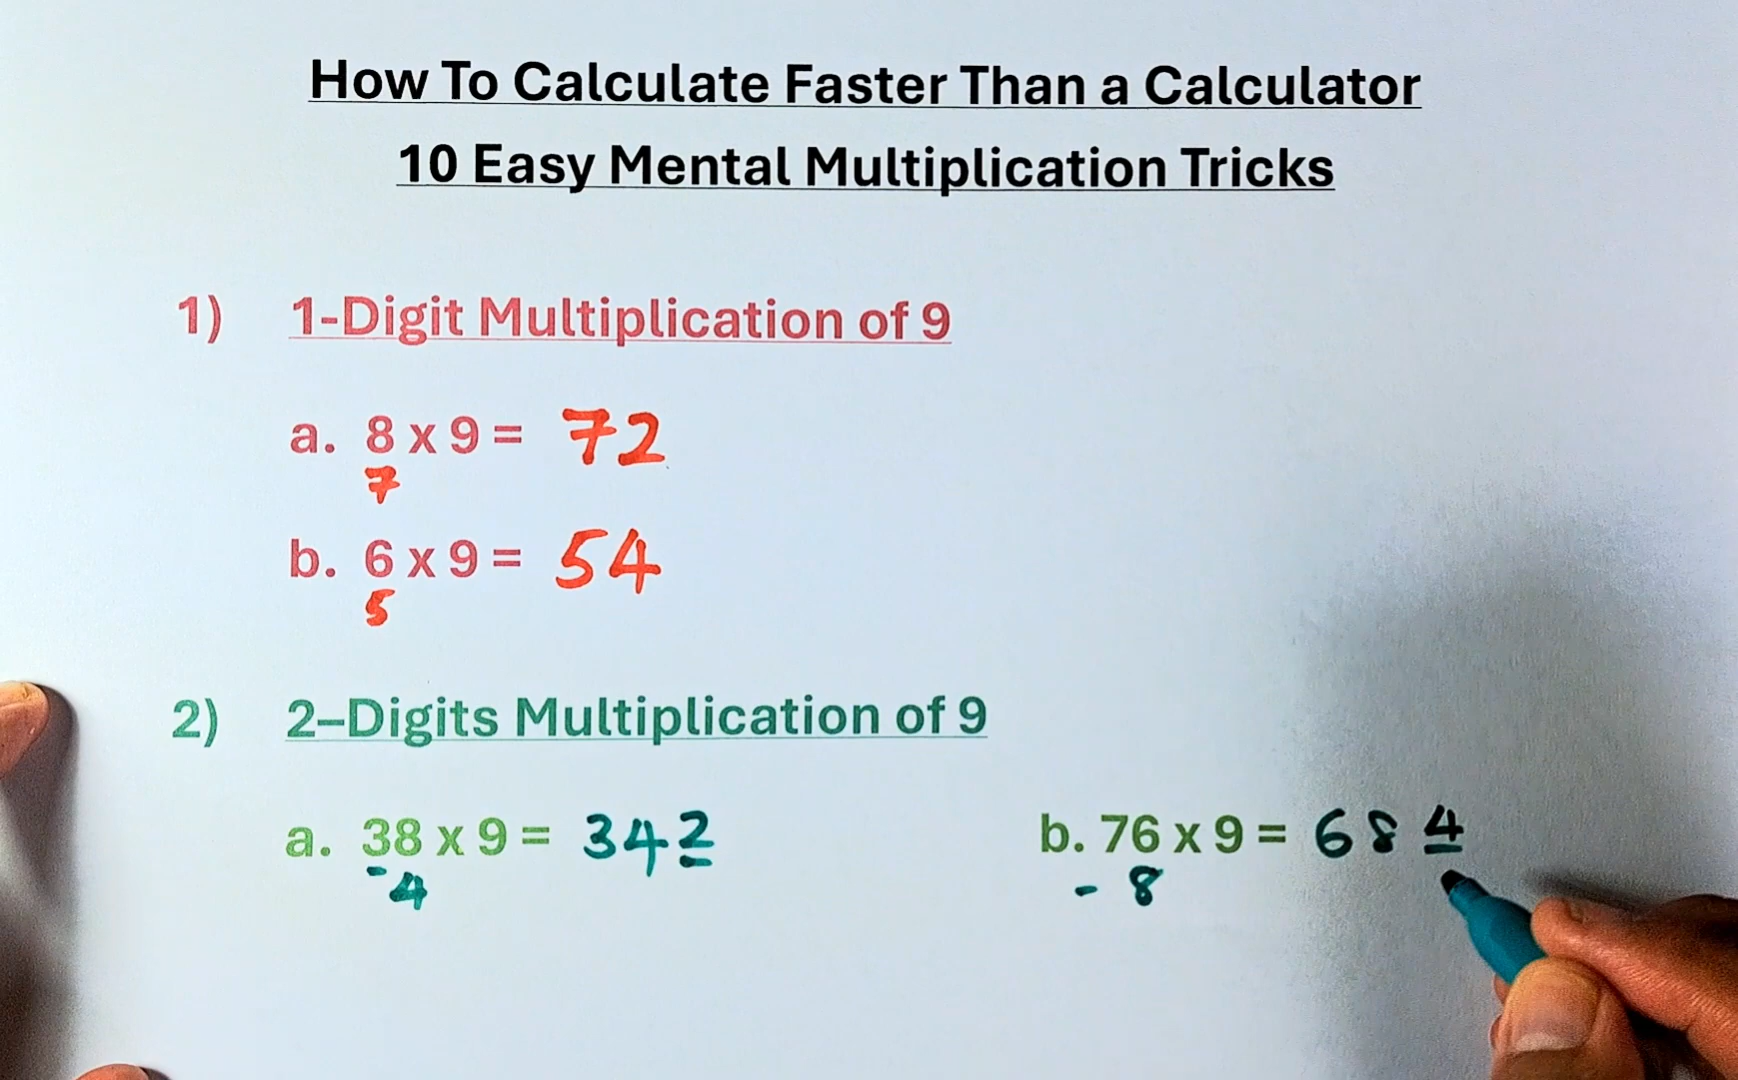 How To Calculate Faster Than a Calculator
10 Easy Mental Multiplication Tricks
1) 1-Digit Multiplication of 9
a. 8 x 9 = 72
7
b. 6 x 9 = 54
5
2) 2–Digits Multiplication of 9
a. 38 x 9 = 342
-4
b. 76 x 9 = 684
- 8